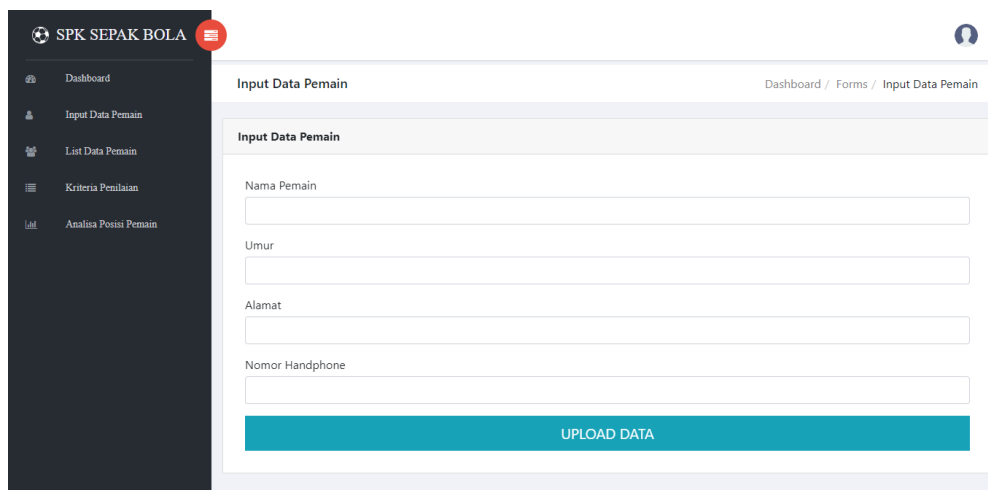 SPK SEPAK BOLA
Dashboard
Input Data Pemain
List Data Pemain
Kriteria Penilaian
Analisa Posisi Pemain
Input Data Pemain
Dashboard / Forms / Input Data Pemain
Input Data Pemain
Nama Pemain
Umur
Alamat
Nomor Handphone
UPLOAD DATA